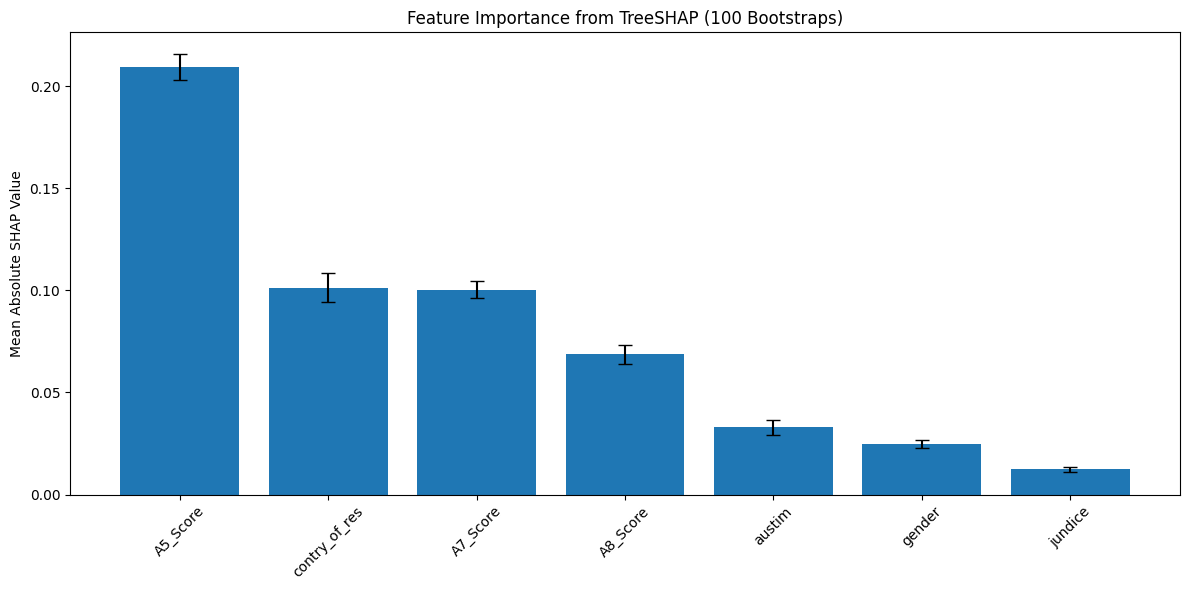 Feature Importance from TreeSHAP (100 Bootstraps)
Mean Absolute SHAP Value
0.20
0.15
0.10
0.05
0.00
A5_Score
contry_of_res
A7_Score
A8_Score
austim
gender
jundice